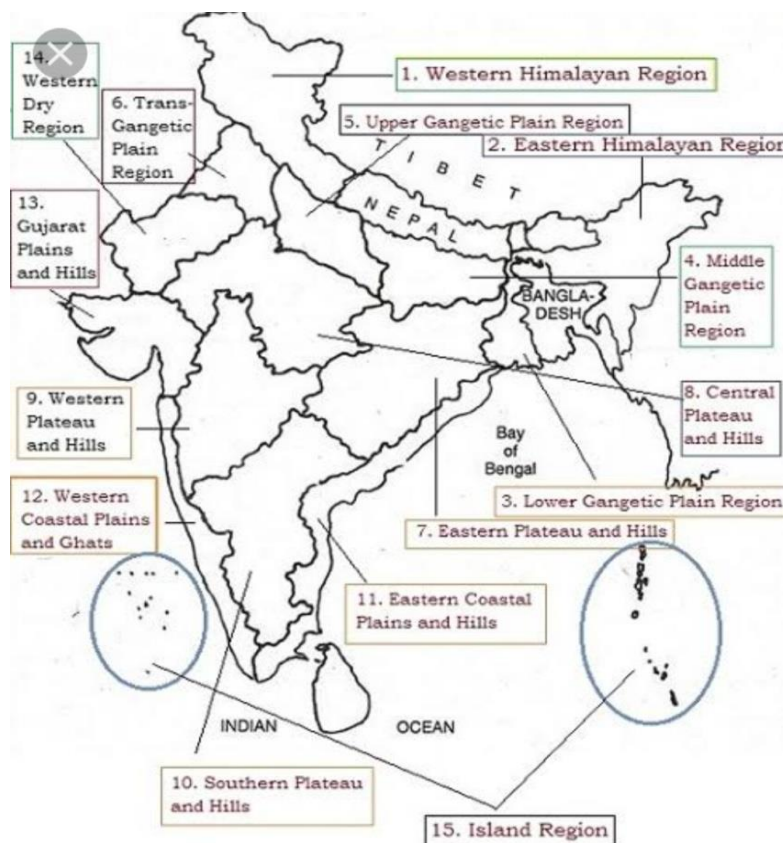 14.
Western
Dry
Region
1. Western Himalayan Region
6. Trans-
Gangetic
Plain
Region
5. Upper Gangetic Plain Region
TIBET
2. Eastern Himalayan Region
NEPAL
13.
Gujarat
Plains
and Hills
4. Middle
Gangetic
Plain
Region
BANGLA-
DESH
9. Western
Plateau
and Hills
8. Central
Plateau
and Hills
Bay
of
Bengal
3. Lower Gangetic Plain Region
12. Western
Coastal Plains
and Ghats
7. Eastern Plateau and Hills
11. Eastern Coastal
Plains and Hills
INDIAN OCEAN
10. Southern Plateau
and Hills
15. Island Region